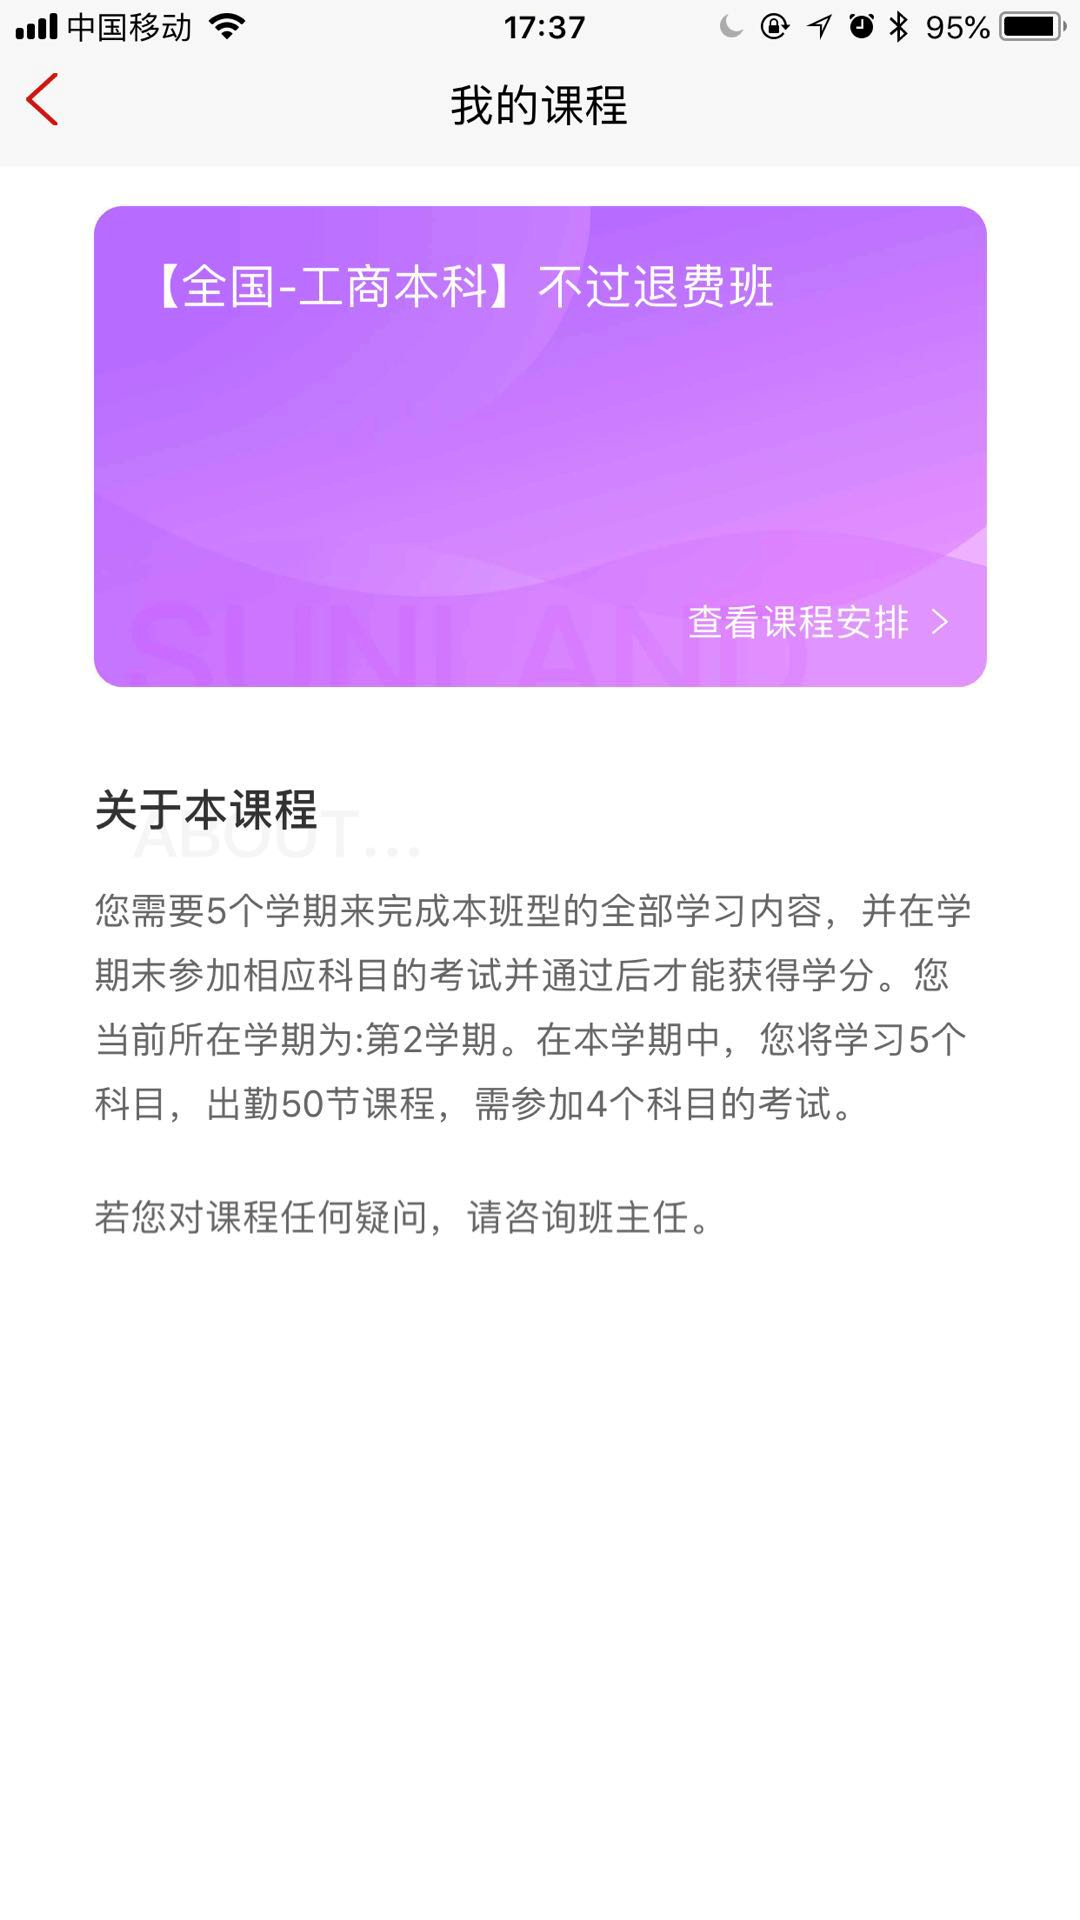 中国移动
17:37
95%
我的课程
【全国-工商本科】不过退费班
SUNLAND
查看课程安排
关于本课程
ABOUT...
您需要5个学期来完成本班型的全部学习内容，并在学
期末参加相应科目的考试并通过后才能获得学分。您
当前所在学期为:第2学期。在本学期中，您将学习5个
科目，出勤50节课程，需参加4个科目的考试。
若您对课程任何疑问，请咨询班主任。